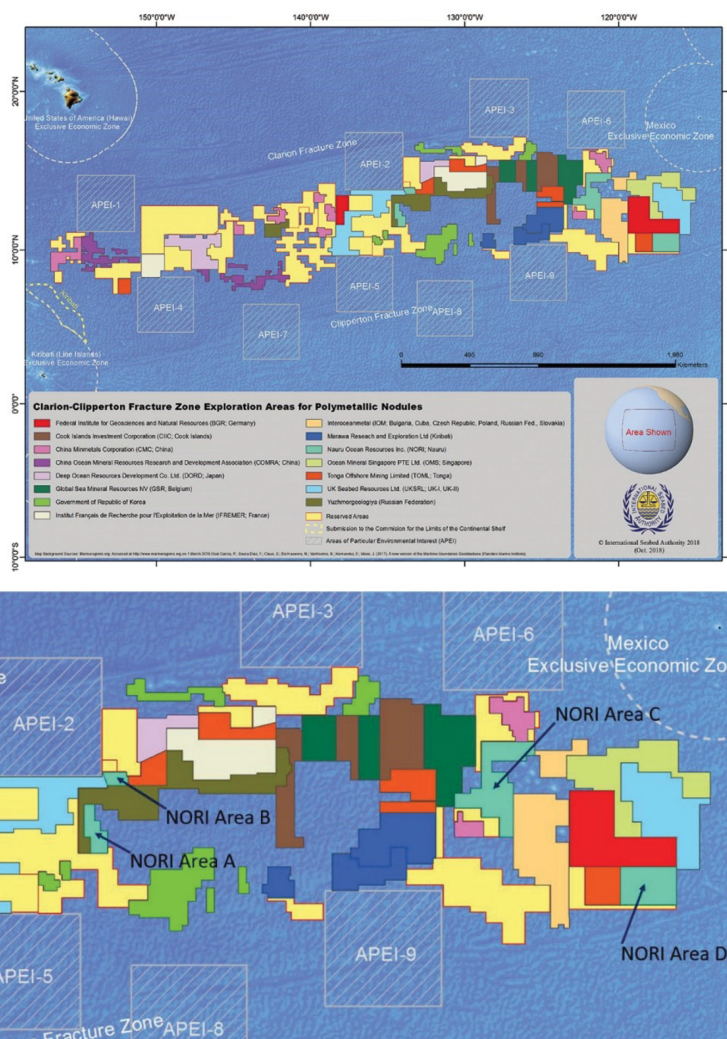 150°0'0"W 140°0'0"W 130°0'0"W 120°0'0"W
20°0'0"N
10°0'0"N
0°0'0"
10°0'0"S
United States of America (Hawaii)
Exclusive Economic Zone
Mexico
Exclusive Economic Zone
Clarion Fracture Zone
APEI-3
APEI-6
APEI-2
APEI-1
APEI-9
APEI-5
APEI-4
APEI-8
APEI-7
Clipperton Fracture Zone
Kiribati
Kiribati (Line Islands)
Exclusive Economic Zone
Kilometers
Clarion-Clipperton Fracture Zone Exploration Areas for Polymetallic Nodules
Federal Institute for Geosciences and Natural Resources (BGR; Germany)
Cook Islands Investment Corporation (CIIC; Cook Islands)
China Minmetals Corporation (CMC; China)
China Ocean Mineral Resources Research and Development Association (COMRA; China)
Deep Ocean Resources Development Co. Ltd. (DORD; Japan)
Global Sea Mineral Resources NV (GSR; Belgium)
Government of Republic of Korea
Institut Français de Recherche pour l'Exploitation de la Mer (IFREMER; France)
Interoceanmetal (IOM; Bulgaria, Cuba, Czech Republic, Poland, Russian Fed., Slovakia)
Marawa Reseach and Exploration Ltd (Kiribati)
Nauru Ocean Resources Inc. (NORI; Nauru)
Ocean Mineral Singapore PTE Ltd. (OMS; Singapore)
Tonga Offshore Mining Limited (TOML; Tonga)
UK Seabed Resources Ltd. (UKSRL; UK-I, UK-II)
Yuzhmorgeologiya (Russian Federation)
Reserved Areas
Submission to the Commision for the Limits of the Continental Shelf
Areas of Particular Environmental Interest (APEI)
Area Shown
INTERNATIONAL SEABED AUTHORITY
© International Seabed Authority 2018
(Oct. 2018)
APEI-3
APEI-6
Mexico
Exclusive Economic Zo
APEI-2
NORI Area C
NORI Area B
NORI Area A
APEI-9
NORI Area D
APEI-5
APEI-8
Fracture Zone